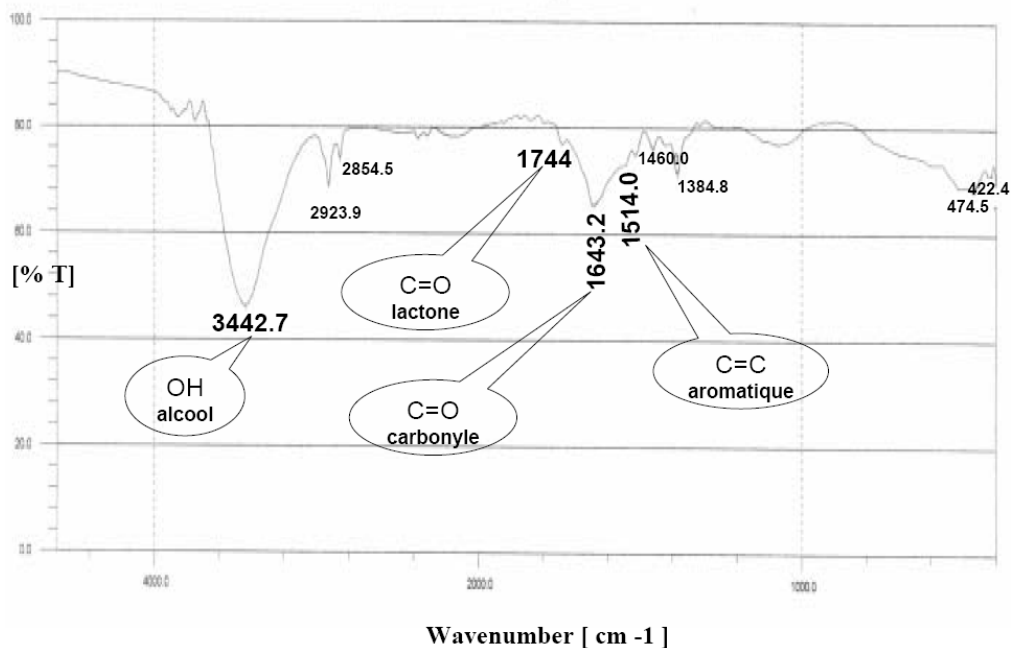 100.0
80.0
60.0
40.0
20.0
0.0
[% T]
3442.7
2923.9
2854.5
1744
1643.2
1514.0
1460.0
1384.8
474.5
422.4
OH
alcool
C=O
lactone
C=O
carbonyle
C=C
aromatique
4000.0
2000.0
1000.0
Wavenumber [ cm -1 ]